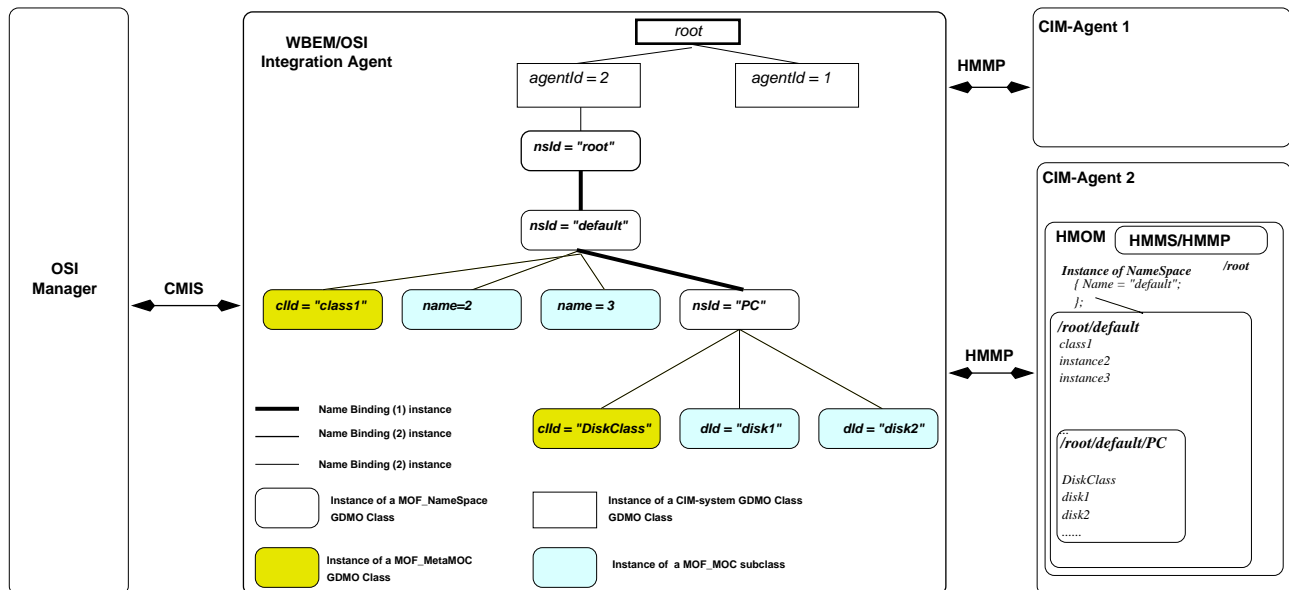 OSI
Manager
CMIS
WBEM/OSI
Integration Agent
root
agentId = 2
agentId = 1
nsId = "root"
nsId = "default"
clId = "class1"
name=2
name = 3
nsId = "PC"
clId = "DiskClass"
dId = "disk1"
dId = "disk2"
Name Binding (1) instance
Name Binding (2) instance
Name Binding (2) instance
Instance of a MOF_NameSpace
GDMO Class
Instance of a CIM-system GDMO Class
GDMO Class
Instance of a MOF_MetaMOC
GDMO Class
Instance of a MOF_MOC subclass
HMMP
HMMP
CIM-Agent 1
CIM-Agent 2
HMOM
HMMS/HMMP
/root
Instance of NameSpace
{ Name = "default";
};
/root/default
class1
instance2
instance3
...
/root/default/PC
DiskClass
disk1
disk2
......